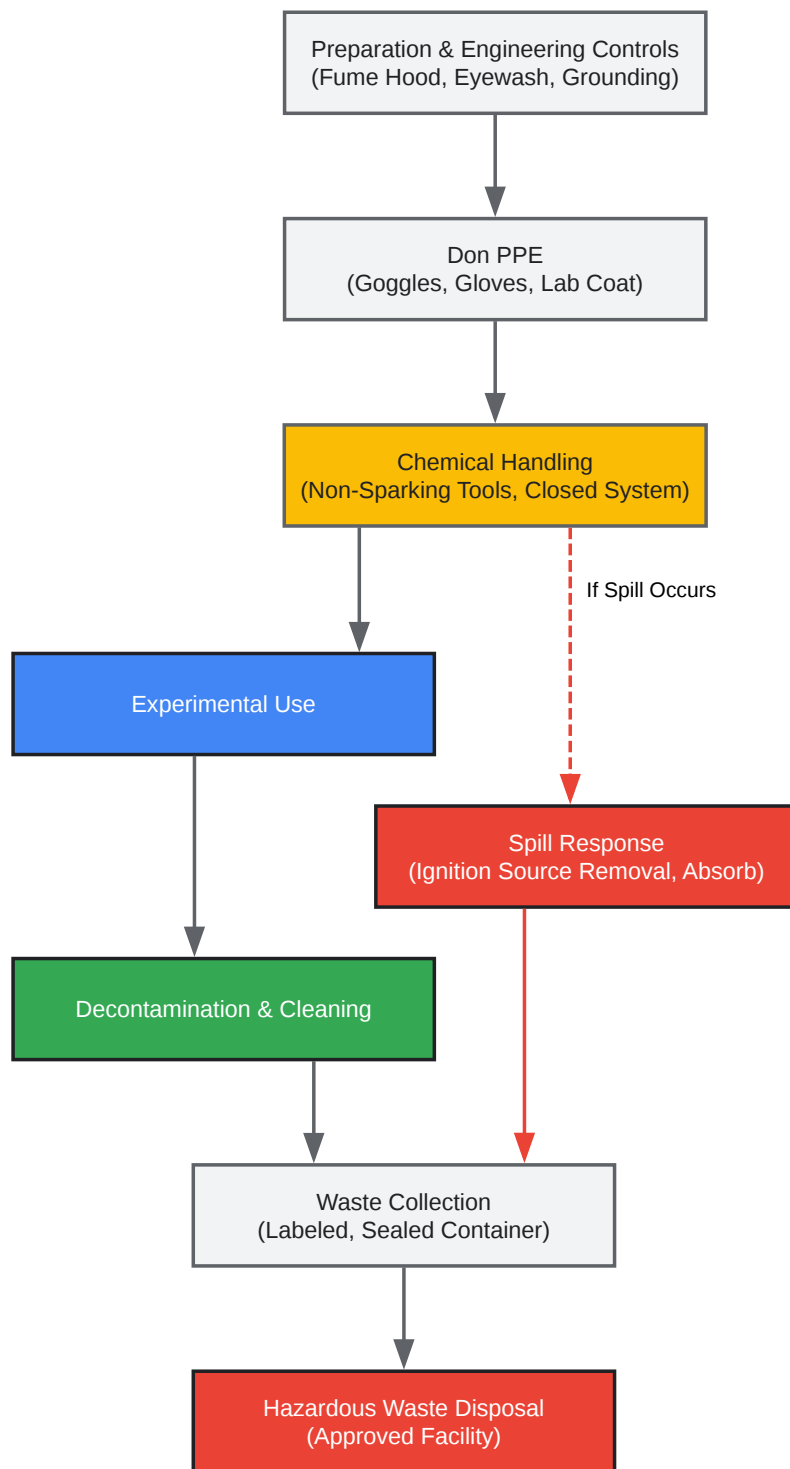 Preparation & Engineering Controls
(Fume Hood, Eyewash, Grounding)
Don PPE
(Goggles, Gloves, Lab Coat)
Chemical Handling
(Non-Sparking Tools, Closed System)
If Spill Occurs
Experimental Use
Spill Response
(Ignition Source Removal, Absorb)
Decontamination & Cleaning
Waste Collection
(Labeled, Sealed Container)
Hazardous Waste Disposal
(Approved Facility)